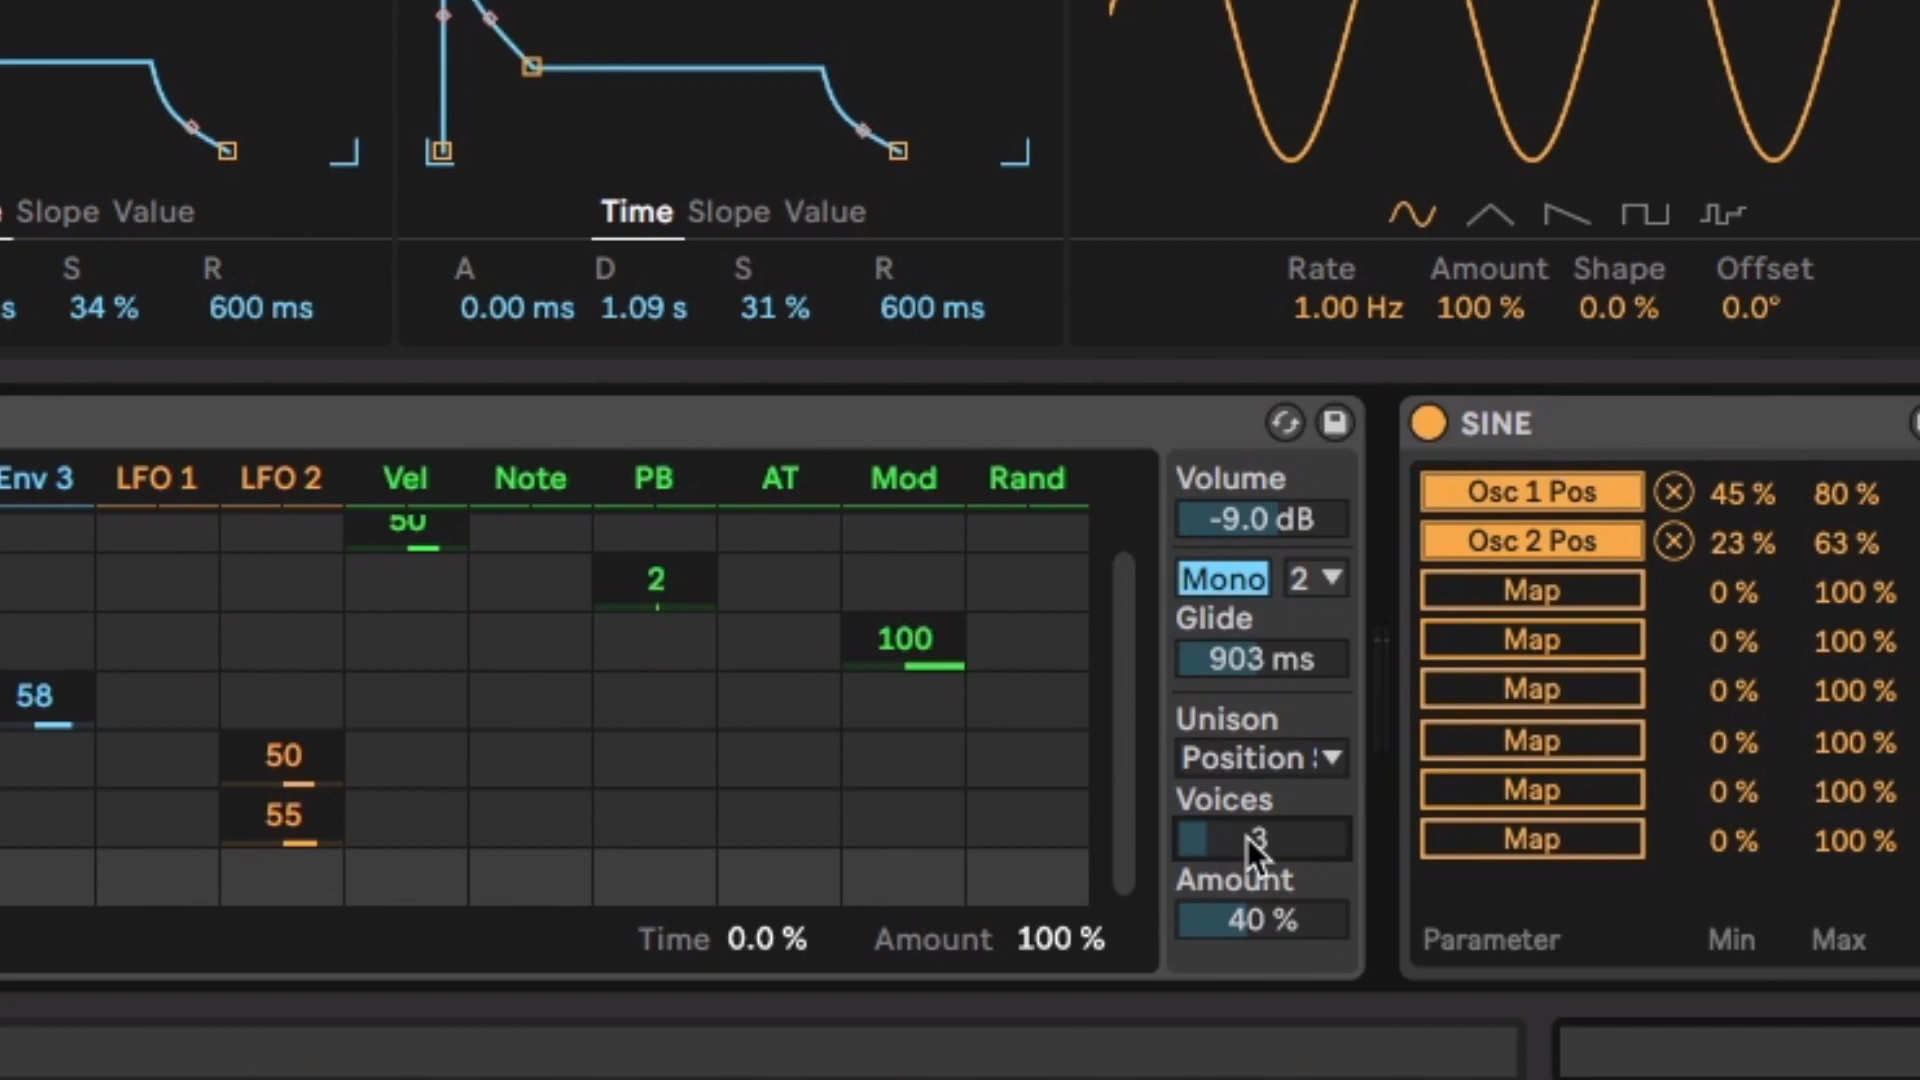 Slope Value
Time Slope Value
S R
A D S R
Rate Amount Shape Offset
34 % 600 ms
0.00 ms 1.09 s 31 % 600 ms
1.00 Hz 100 % 0.0 % 0.0°
SINE
Env 3 LFO 1 LFO 2 Vel Note PB AT Mod Rand
50
2
100
58
50
55
Time 0.0 % Amount 100 %
Volume
-9.0 dB
Mono 2
Glide
903 ms
Unison
Position
Voices
3
Amount
40 %
Osc 1 Pos 45 % 80 %
Osc 2 Pos 23 % 63 %
Map 0 % 100 %
Map 0 % 100 %
Map 0 % 100 %
Map 0 % 100 %
Map 0 % 100 %
Map 0 % 100 %
Parameter Min Max